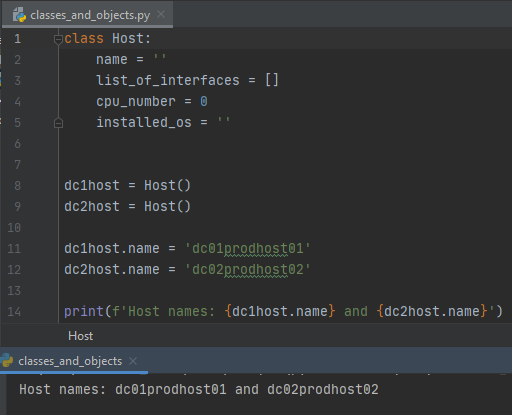 classes_and_objects.py
1 class Host:
2     name = ''
3     list_of_interfaces = []
4     cpu_number = 0
5     installed_os = ''
6
7
8 dc1host = Host()
9 dc2host = Host()
10
11 dc1host.name = 'dc01prodhost01'
12 dc2host.name = 'dc02prodhost02'
13
14 print(f'Host names: {dc1host.name} and {dc2host.name}')
Host
classes_and_objects
Host names: dc01prodhost01 and dc02prodhost02